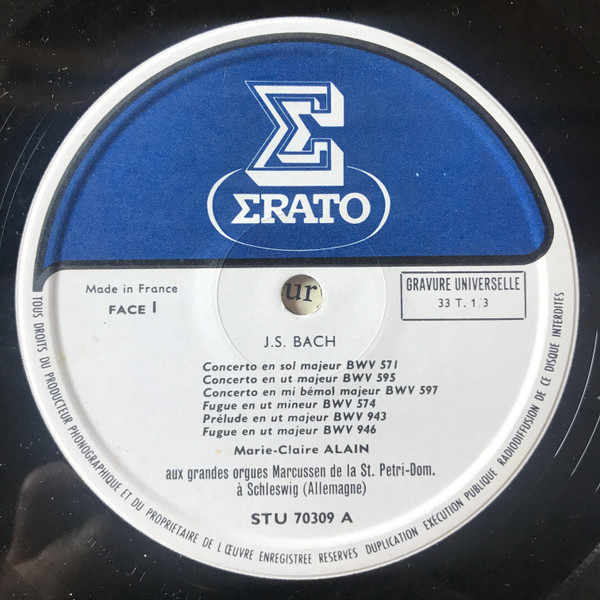 Σ
ΣRATO
Made in France
FACE I
ur
GRAVURE UNIVERSELLE
33 T. 1/3
J.S. BACH
Concerto en sol majeur BWV 571
Concerto en ut majeur BWV 595
Concerto en mi bémol majeur BWV 597
Fugue en ut mineur BWV 574
Prélude en ut majeur BWV 943
Fugue en ut majeur BWV 946
Marie-Claire ALAIN
aux grandes orgues Marcussen de la St. Petri-Dom.
à Schleswig (Allemagne)
STU 70309 A
TOUS DROITS DU PRODUCTEUR PHONOGRAPHIQUE ET DU PROPRIETAIRE DE L'ŒUVRE ENREGISTREE RESERVES DUPLICATION EXECUTION PUBLIQUE RADIODIFFUSION DE CE DISQUE INTERDITES